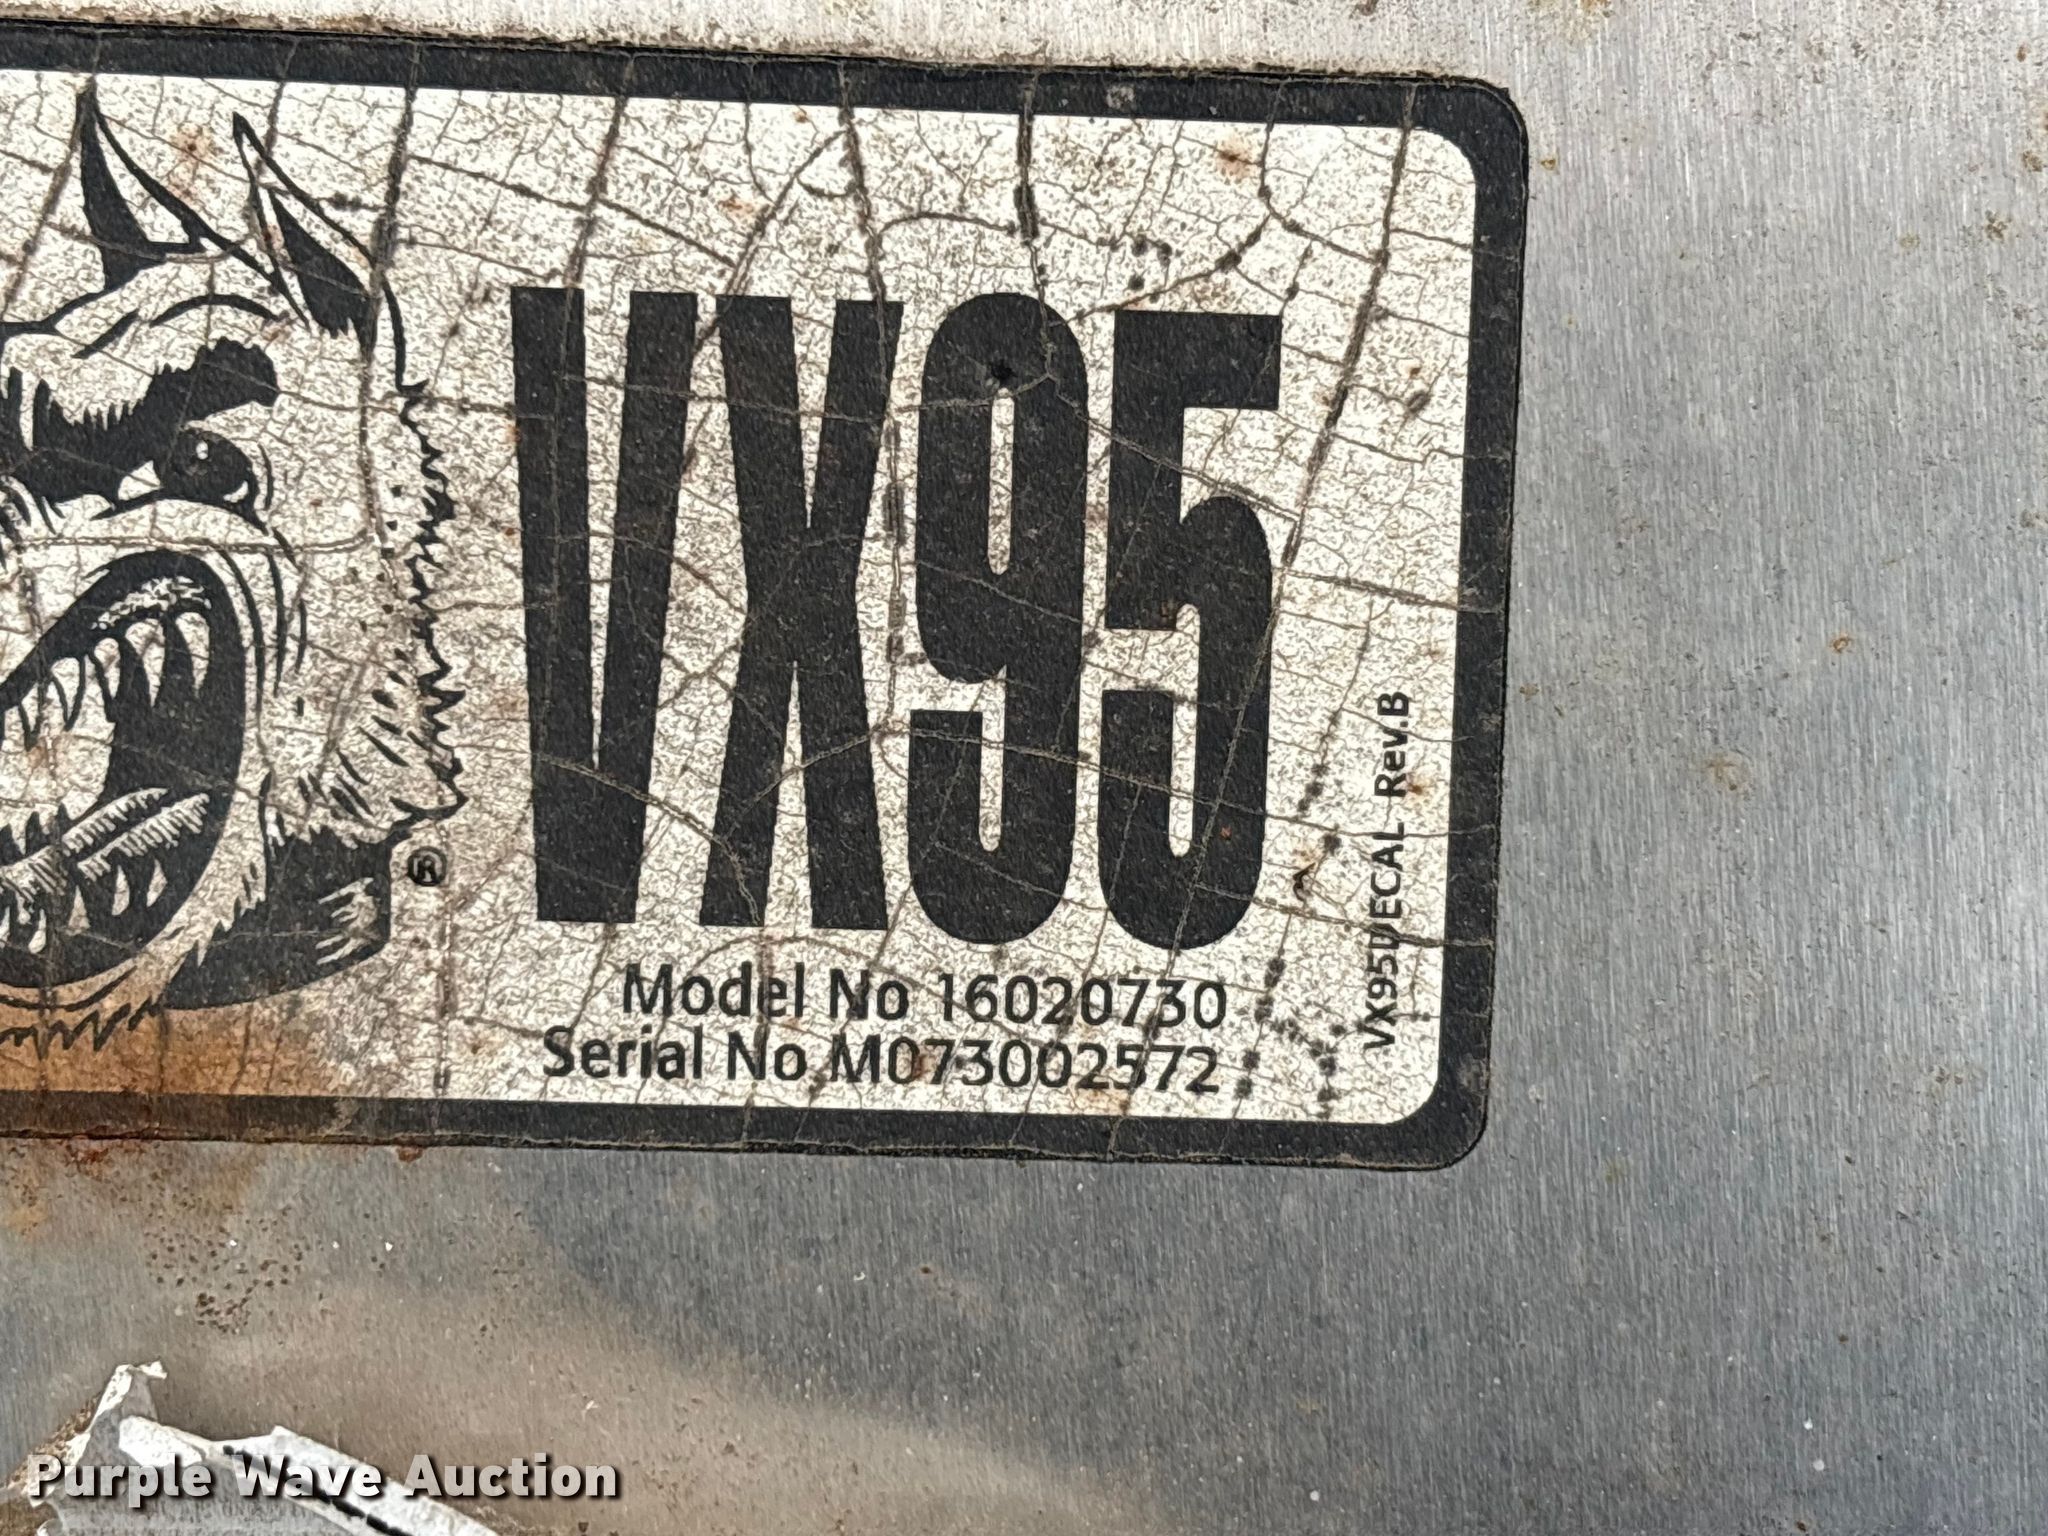 VX95
Model No 16020730
Serial No M073002572
VX95DECAL Rev.B
®
Purple Wave Auction